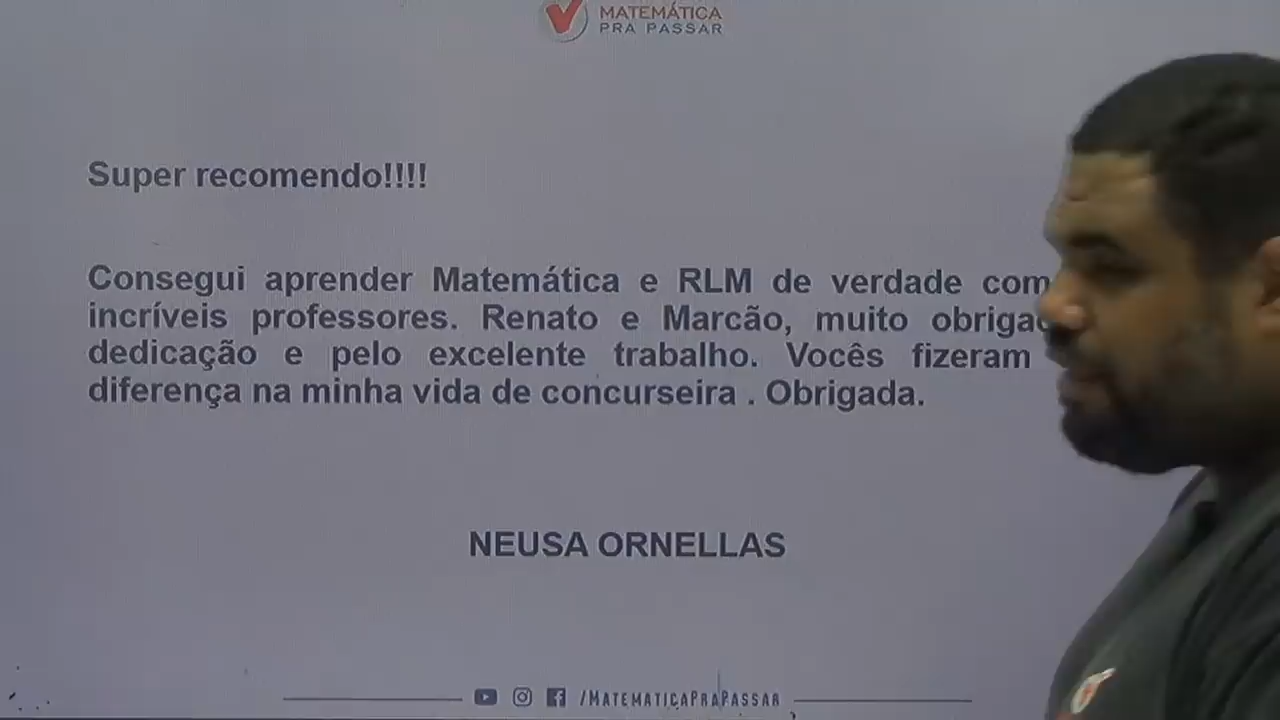 MATEMÁTICA
PRA PASSAR
Super recomendo!!!!
Consegui aprender Matemática e RLM de verdade com
incríveis professores. Renato e Marcão, muito
dedicação e pelo excelente trabalho. Vocês fizeram
diferença na minha vida de concurseira . Obrigada.
NEUSA ORNELLAS
/MATEMATICAPRAPASSAR